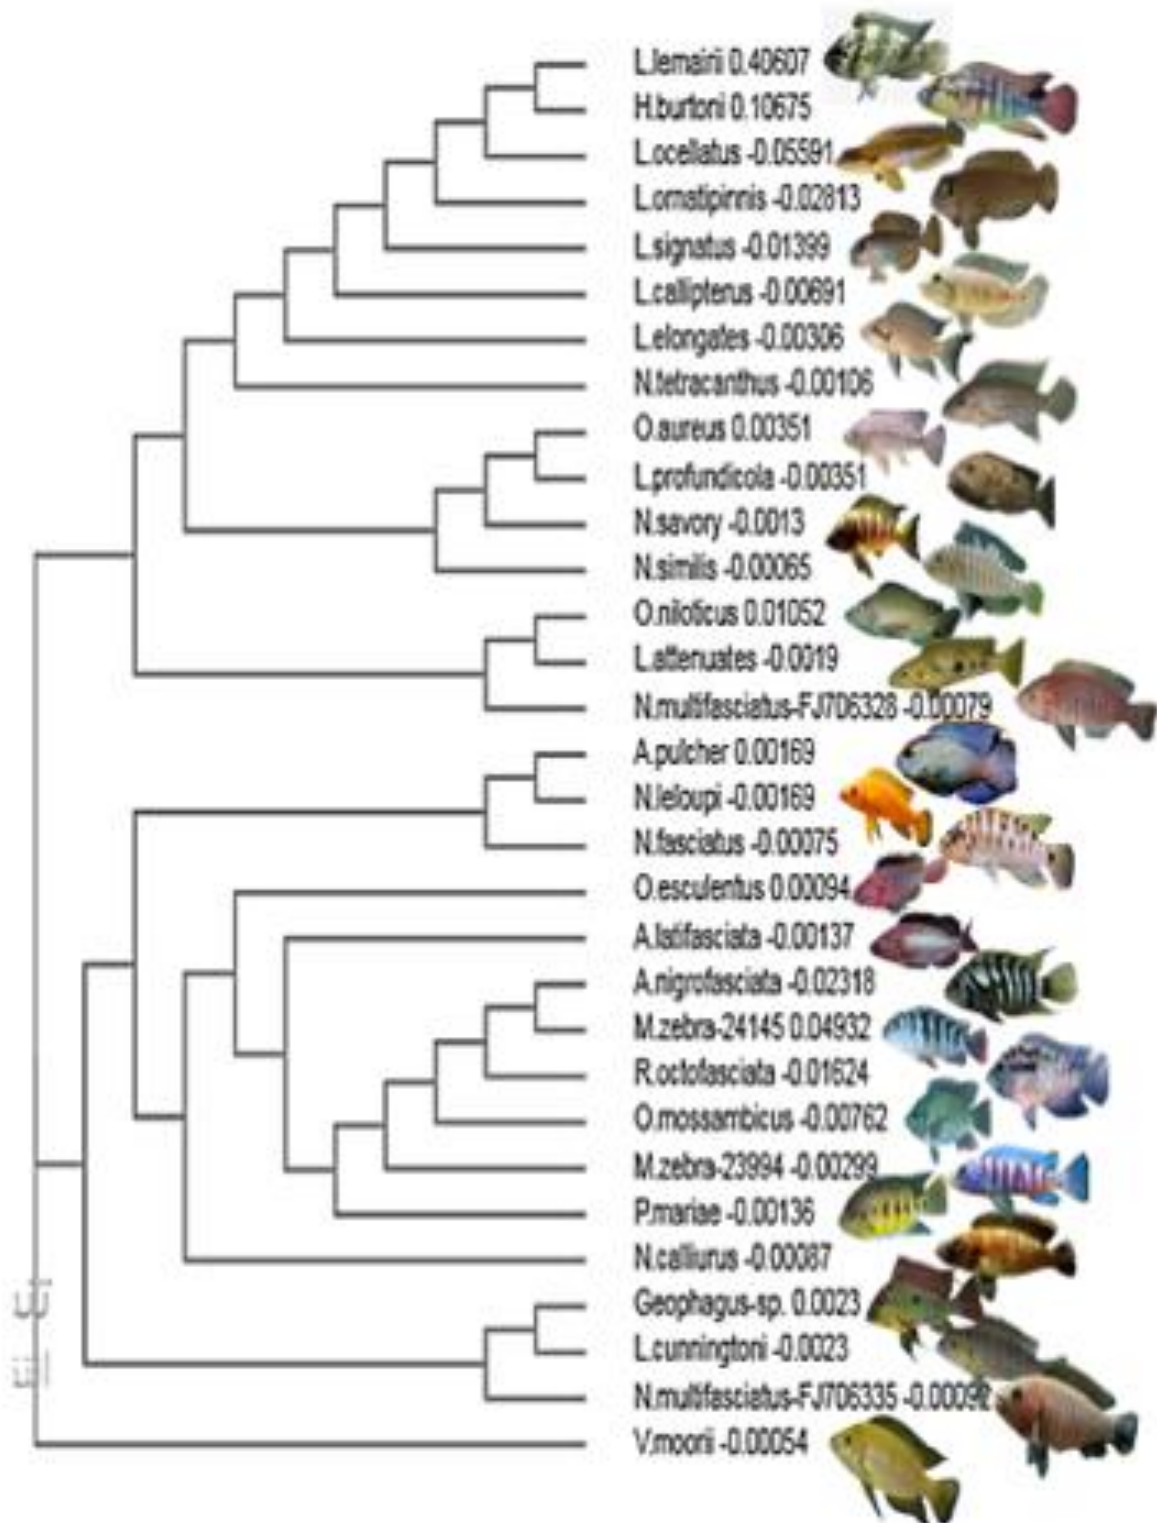 L.lemairii 0.40607
H.burtoni 0.10675
L.ocellatus -0.05591
L.ornatipinnis -0.02813
L.signatus -0.01399
L.callipterus -0.00691
L.elongates -0.00306
N.tetracanthus -0.00106
O.aureus 0.00351
L.profundicola -0.00351
N.savory -0.0013
N.similis -0.00065
O.niloticus 0.01052
L.attenuates -0.0019
N.multifasciatus-FJ706328 -0.00079
A.pulcher 0.00169
N.leloupi -0.00169
N.fasciatus -0.00075
O.esculentus 0.00094
A.latifasciata -0.00137
A.nigrofasciata -0.02318
M.zebra-24145 0.04932
R.octofasciata -0.01624
O.mossambicus -0.00762
M.zebra-23994 -0.00299
P.mariae -0.00136
N.calliurus -0.00087
Geophagus-sp. 0.0023
L.cunningtoni -0.0023
N.multifasciatus-FJ706335 -0.00092
V.moorii -0.00054